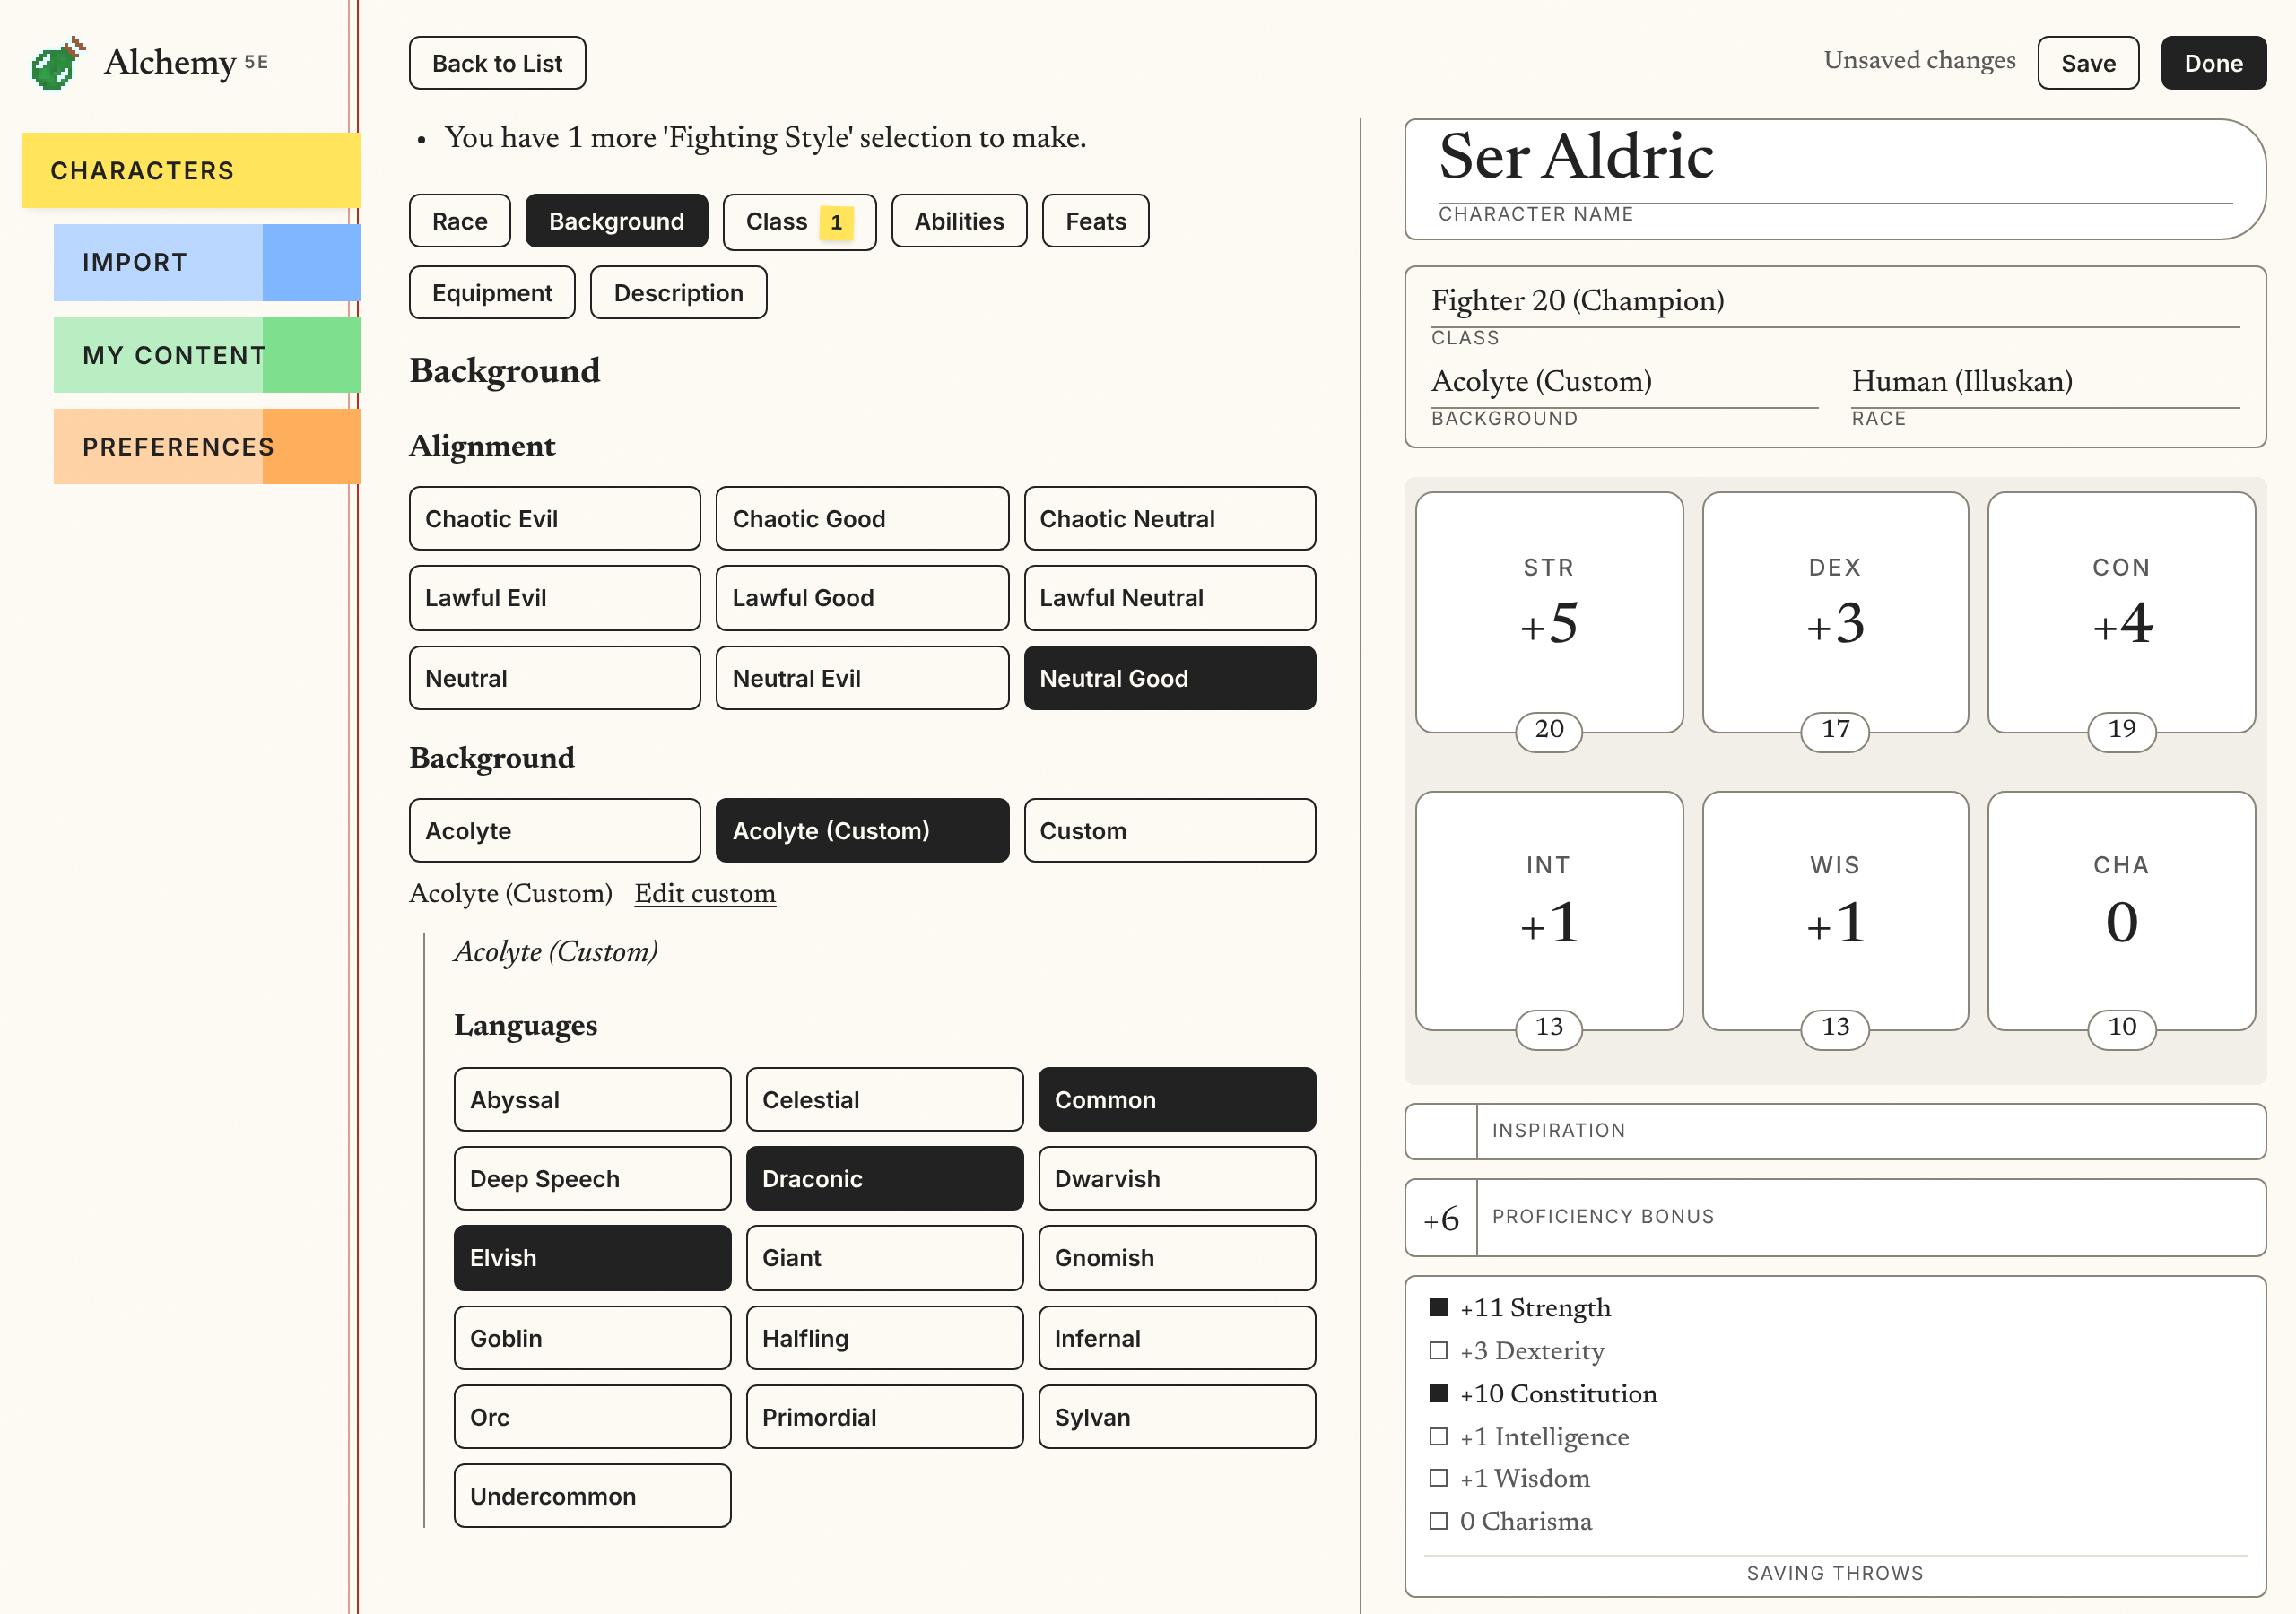 Alchemy 5E
CHARACTERS
IMPORT
MY CONTENT
PREFERENCES
Back to List
Unsaved changes
Save
Done
• You have 1 more 'Fighting Style' selection to make.
Race
Background
Class 1
Abilities
Feats
Equipment
Description
Background
Alignment
Chaotic Evil
Chaotic Good
Chaotic Neutral
Lawful Evil
Lawful Good
Lawful Neutral
Neutral
Neutral Evil
Neutral Good
Background
Acolyte
Acolyte (Custom)
Custom
Acolyte (Custom) Edit custom
Acolyte (Custom)
Languages
Abyssal
Celestial
Common
Deep Speech
Draconic
Dwarvish
Elvish
Giant
Gnomish
Goblin
Halfling
Infernal
Orc
Primordial
Sylvan
Undercommon
Ser Aldric
CHARACTER NAME
Fighter 20 (Champion)
CLASS
Acolyte (Custom)
BACKGROUND
Human (Illuskan)
RACE
STR
+5
20
DEX
+3
17
CON
+4
19
INT
+1
13
WIS
+1
13
CHA
0
10
INSPIRATION
+6 PROFICIENCY BONUS
+11 Strength
+3 Dexterity
+10 Constitution
+1 Intelligence
+1 Wisdom
0 Charisma
SAVING THROWS